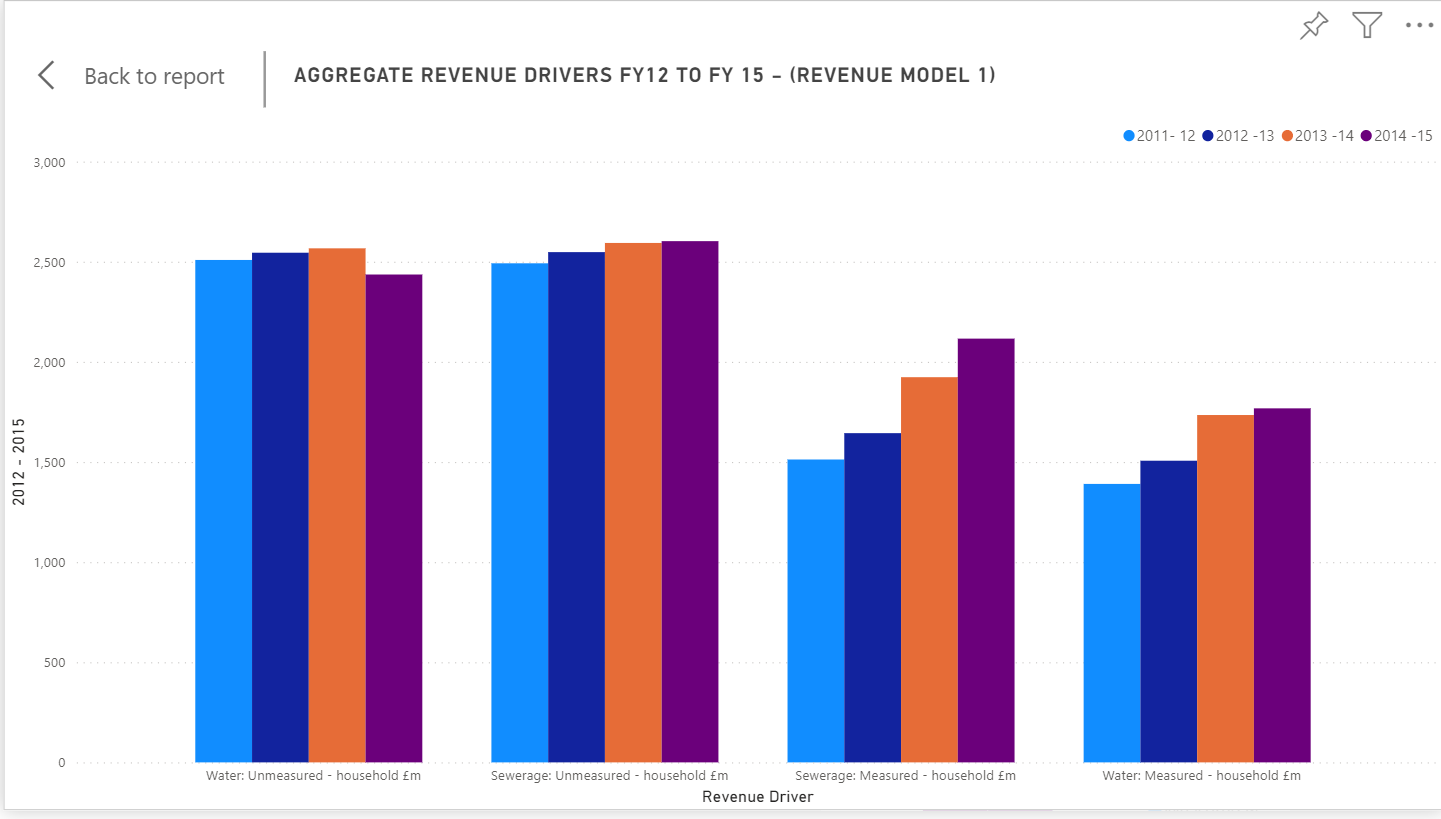 Back to report
AGGREGATE REVENUE DRIVERS FY12 TO FY 15 – (REVENUE MODEL 1)
2011- 12 2012 -13 2013 -14 2014 -15
3,000
2,500
2,000
1,500
1,000
500
0
2012 - 2015
Water: Unmeasured - household £m
Sewerage: Unmeasured - household £m
Sewerage: Measured - household £m
Water: Measured - household £m
Revenue Driver